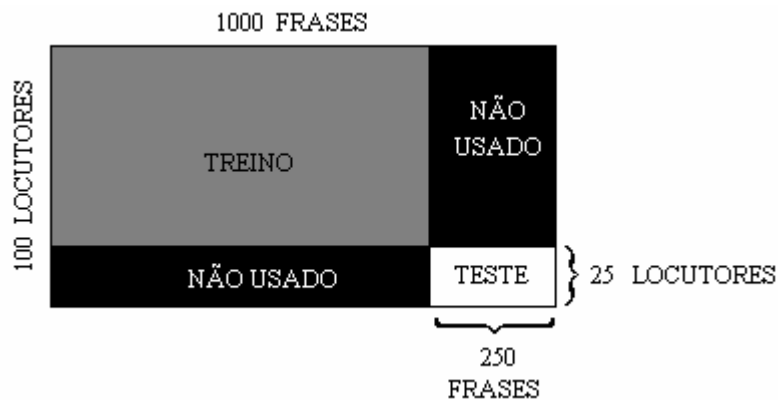 1000 FRASES
100 LOCUTORES
TREINO
NÃO
USADO
NÃO USADO
TESTE
25 LOCUTORES
250
FRASES